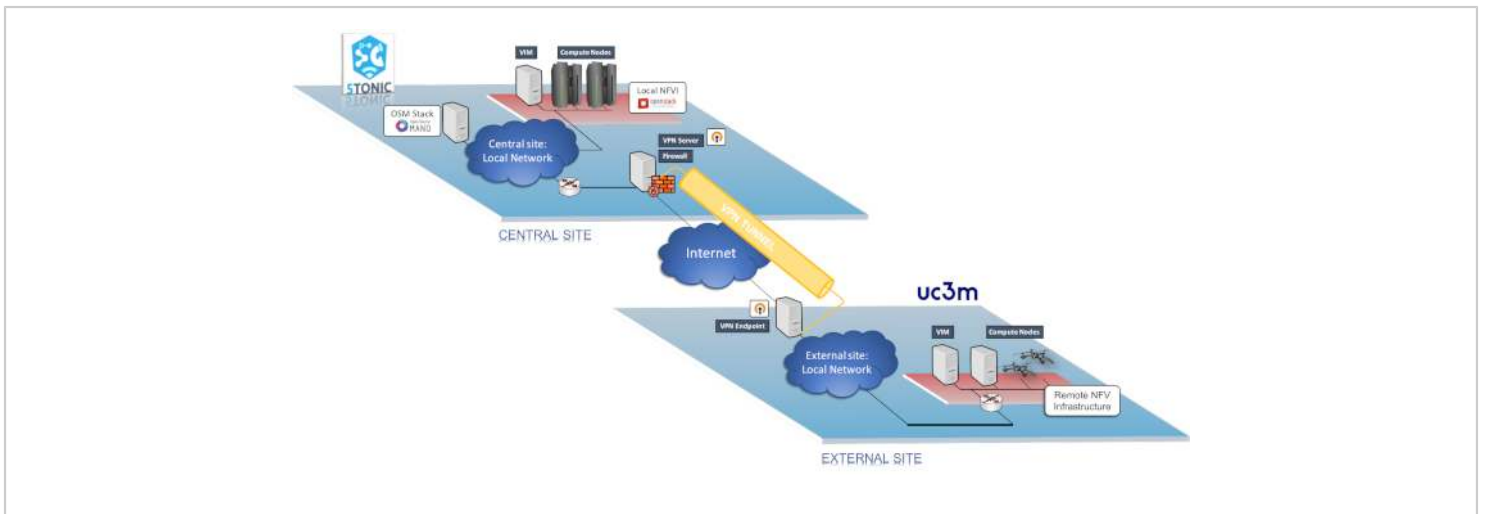 5G
5TONIC
VIM
Compute Nodes
Local NFVI
openstack
OSM Stack
MANO
Central site:
Local Network
VPN Server
Firewall
VPN TUNNEL
CENTRAL SITE
Internet
uc3m
VPN Endpoint
VIM
Compute Nodes
External site:
Local Network
Remote NFV
Infrastructure
EXTERNAL SITE